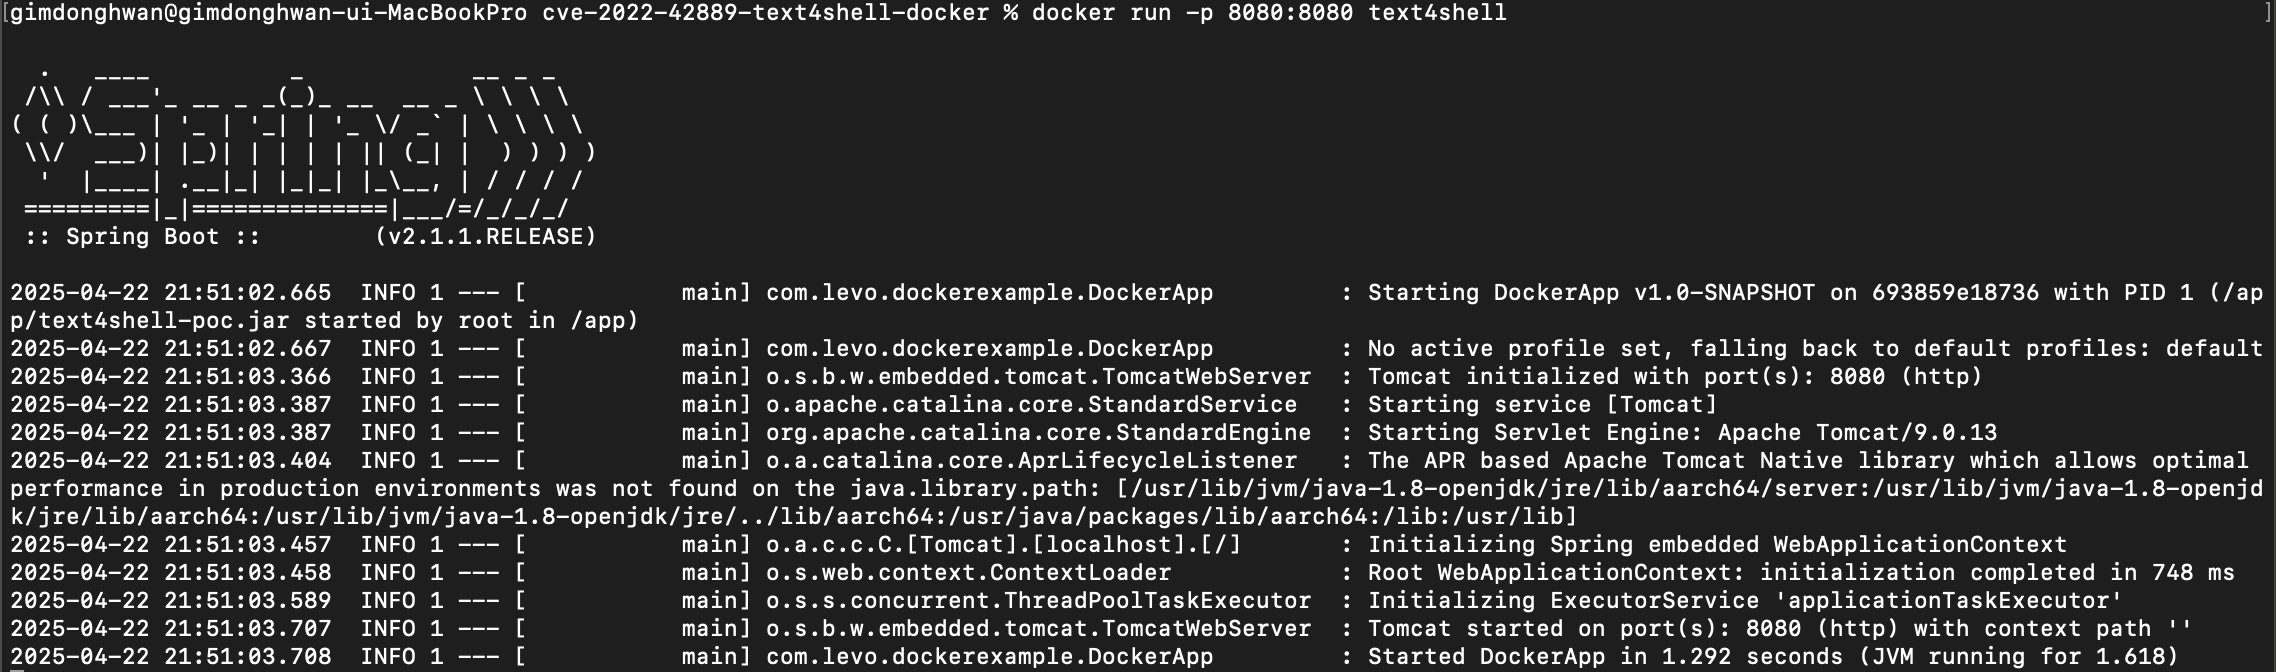 [gimdonghwan@gimdonghwan-ui-MacBookPro cve-2022-42889-text4shell-docker % docker run -p 8080:8080 text4shell ]
  .   ____          _            __ _ _
 /\\ / ___'_ __ _ _(_)_ __  __ _ \ \ \ \
( ( )\___ | '_ | '_| | '_ \/ _` | \ \ \ \
 \\/  ___)| |_)| | | | | || (_| |  ) ) ) )
  '  |____| .__|_| |_|_| |_\__, | / / / /
 =========|_|==============|___/=/_/_/_/
 :: Spring Boot ::        (v2.1.1.RELEASE)
2025-04-22 21:51:02.665  INFO 1 --- [           main] com.levo.dockerexample.DockerApp         : Starting DockerApp v1.0-SNAPSHOT on 693859e18736 with PID 1 (/ap
p/text4shell-poc.jar started by root in /app)
2025-04-22 21:51:02.667  INFO 1 --- [           main] com.levo.dockerexample.DockerApp         : No active profile set, falling back to default profiles: default
2025-04-22 21:51:03.366  INFO 1 --- [           main] o.s.b.w.embedded.tomcat.TomcatWebServer  : Tomcat initialized with port(s): 8080 (http)
2025-04-22 21:51:03.387  INFO 1 --- [           main] o.apache.catalina.core.StandardService   : Starting service [Tomcat]
2025-04-22 21:51:03.387  INFO 1 --- [           main] org.apache.catalina.core.StandardEngine  : Starting Servlet Engine: Apache Tomcat/9.0.13
2025-04-22 21:51:03.404  INFO 1 --- [           main] o.a.catalina.core.AprLifecycleListener   : The APR based Apache Tomcat Native library which allows optimal
performance in production environments was not found on the java.library.path: [/usr/lib/jvm/java-1.8-openjdk/jre/lib/aarch64/server:/usr/lib/jvm/java-1.8-openjd
k/jre/lib/aarch64:/usr/lib/jvm/java-1.8-openjdk/jre/../lib/aarch64:/usr/java/packages/lib/aarch64:/lib:/usr/lib]
2025-04-22 21:51:03.457  INFO 1 --- [           main] o.a.c.c.C.[Tomcat].[localhost].[/]       : Initializing Spring embedded WebApplicationContext
2025-04-22 21:51:03.458  INFO 1 --- [           main] o.s.web.context.ContextLoader            : Root WebApplicationContext: initialization completed in 748 ms
2025-04-22 21:51:03.589  INFO 1 --- [           main] o.s.s.concurrent.ThreadPoolTaskExecutor  : Initializing ExecutorService 'applicationTaskExecutor'
2025-04-22 21:51:03.707  INFO 1 --- [           main] o.s.b.w.embedded.tomcat.TomcatWebServer  : Tomcat started on port(s): 8080 (http) with context path ''
2025-04-22 21:51:03.708  INFO 1 --- [           main] com.levo.dockerexample.DockerApp         : Started DockerApp in 1.292 seconds (JVM running for 1.618)